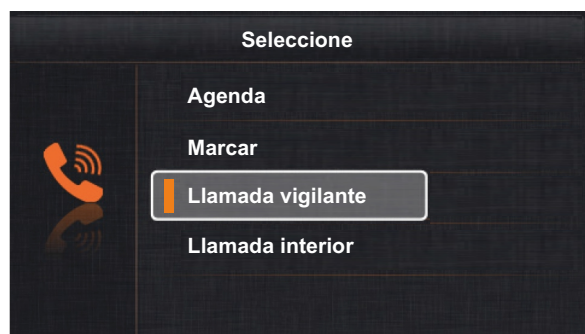 Seleccione
Agenda
Marcar
Llamada vigilante
Llamada interior